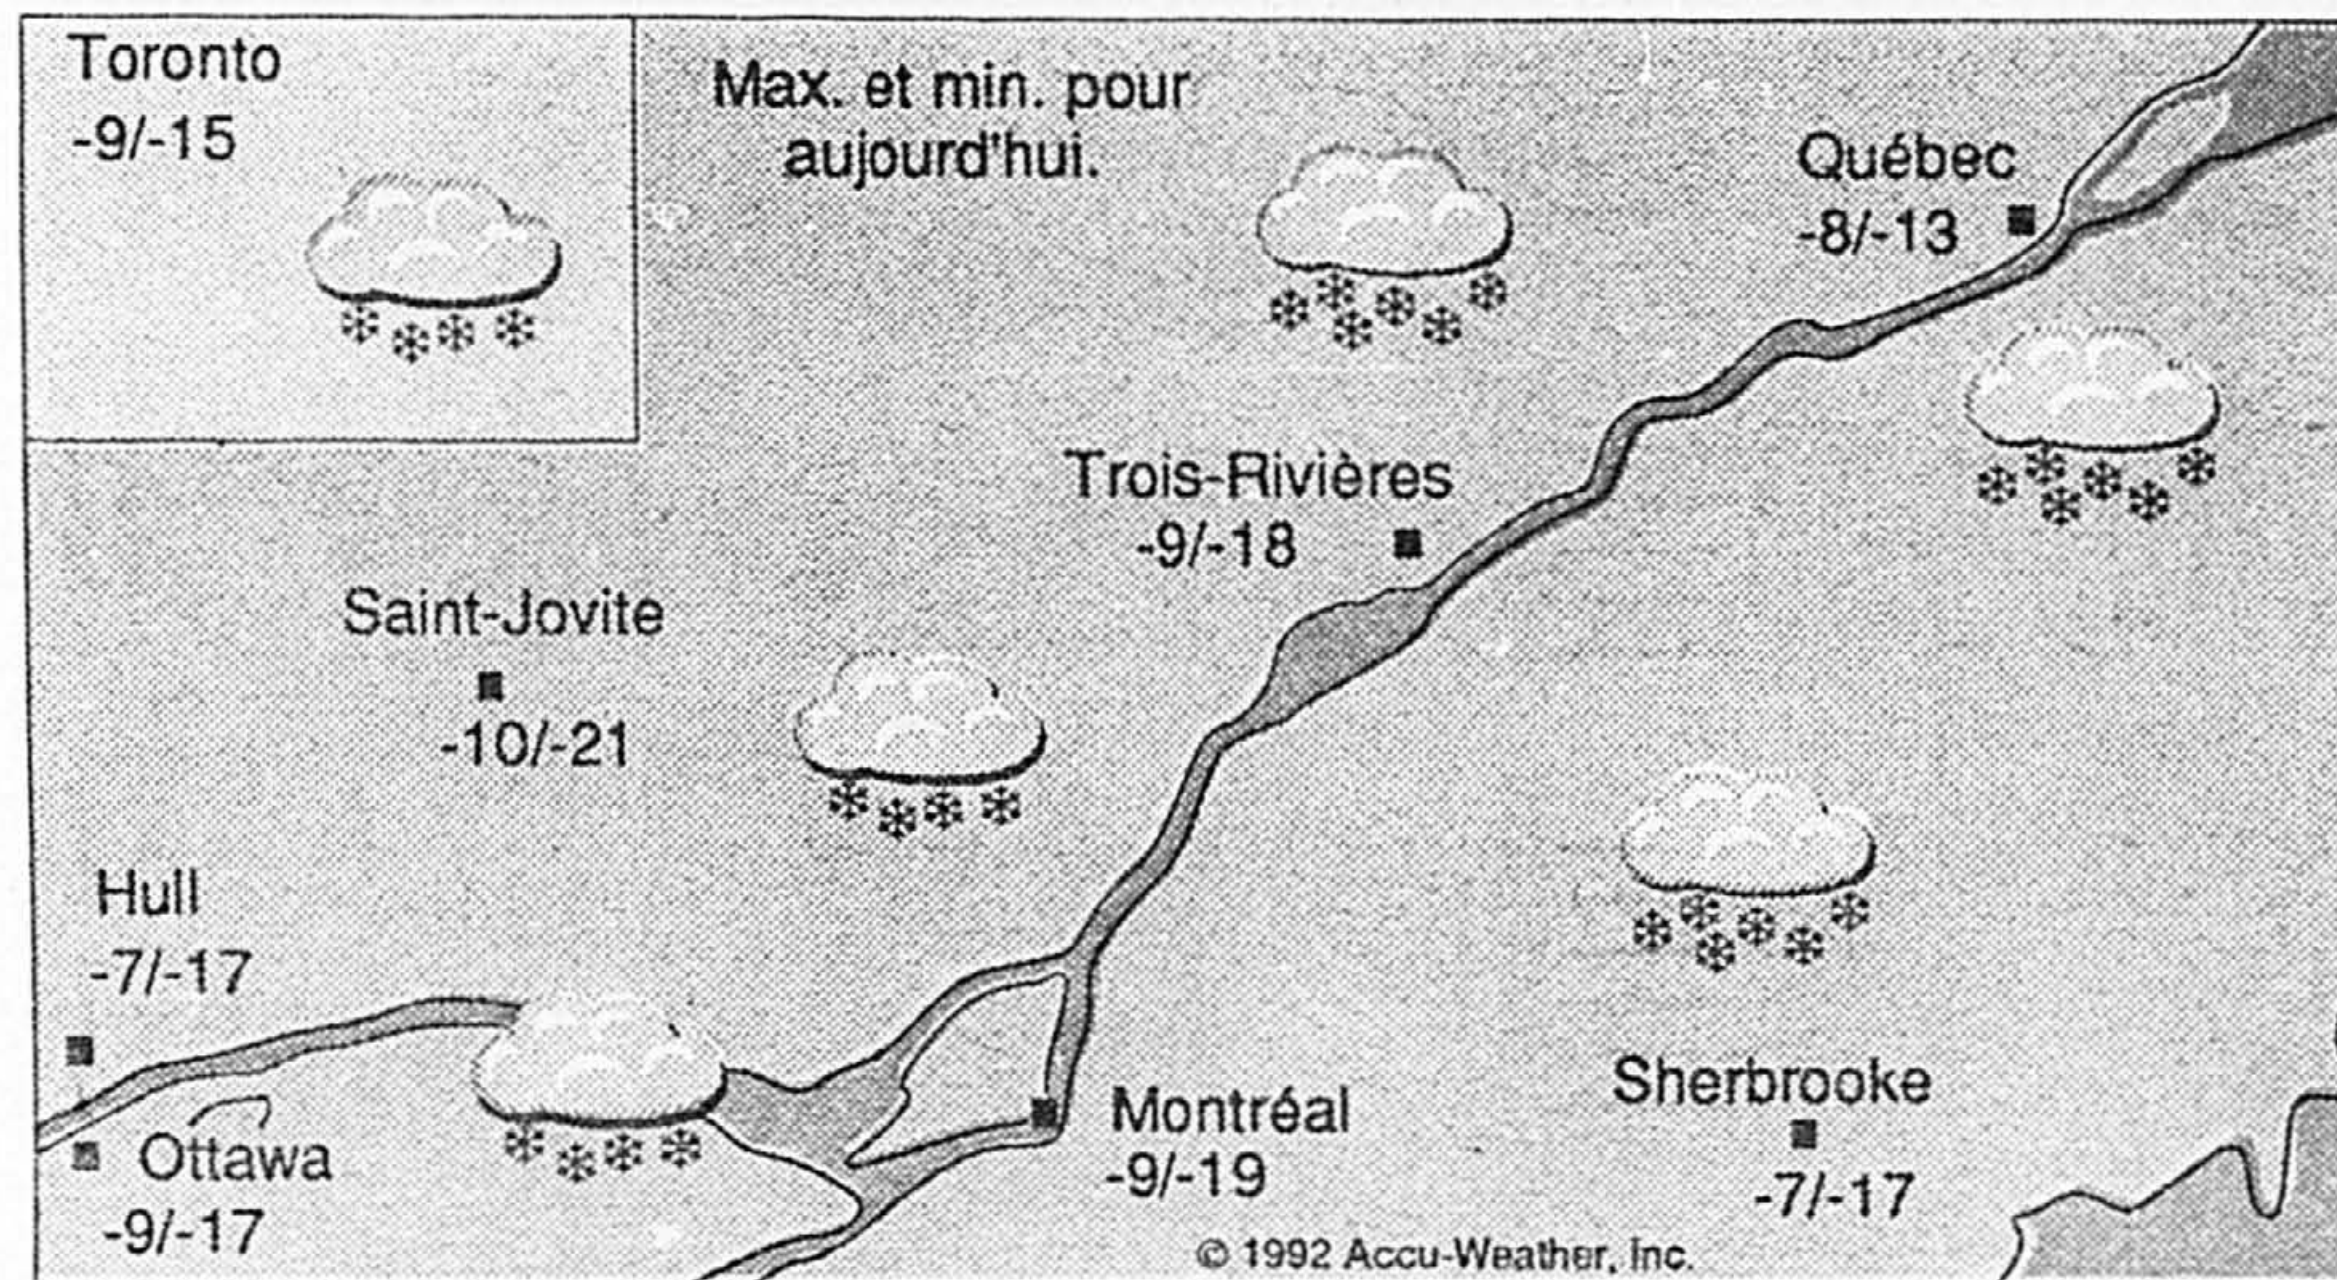 Toronto
-9/-15
Max. et min. pour
aujourd'hui.
Québec
-8/-13
Trois-Rivières
-9/-18
Saint-Jovite
-10/-21
Hull
-7/-17
Ottawa
-9/-17
Montréal
-9/-19
Sherbrooke
-7/-17
© 1992 Accu-Weather, Inc.